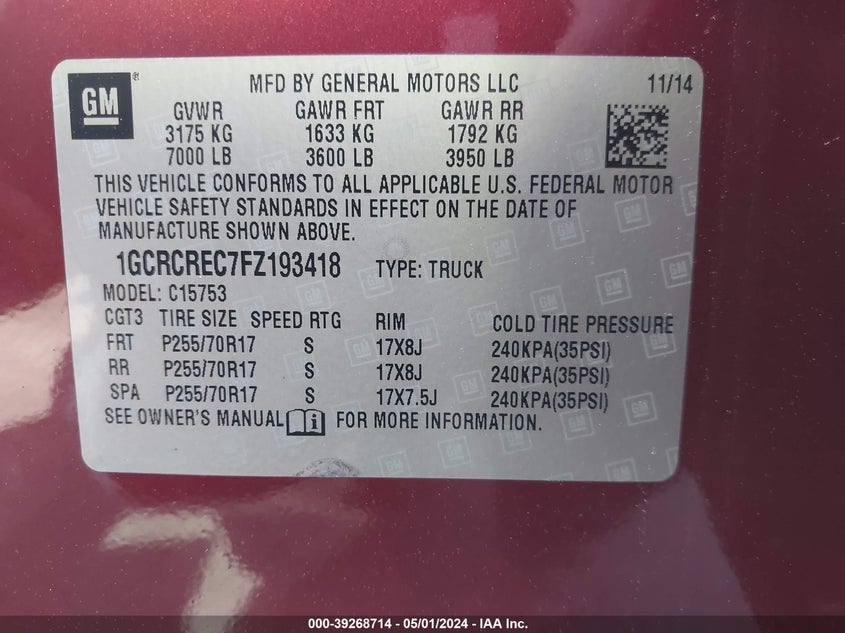 GM ®
MFD BY GENERAL MOTORS LLC 11/14
GVWR GAWR FRT GAWR RR
3175 KG 1633 KG 1792 KG
7000 LB 3600 LB 3950 LB
THIS VEHICLE CONFORMS TO ALL APPLICABLE U.S. FEDERAL MOTOR
VEHICLE SAFETY STANDARDS IN EFFECT ON THE DATE OF
MANUFACTURE SHOWN ABOVE.
1GCRCREC7FZ193418 TYPE: TRUCK
MODEL: C15753
CGT3 TIRE SIZE SPEED RTG RIM COLD TIRE PRESSURE
FRT P255/70R17 S 17X8J 240KPA(35PSI)
RR P255/70R17 S 17X8J 240KPA(35PSI)
SPA P255/70R17 S 17X7.5J 240KPA(35PSI)
SEE OWNER'S MANUAL i FOR MORE INFORMATION.
000-39268714 - 05/01/2024 - IAA Inc.